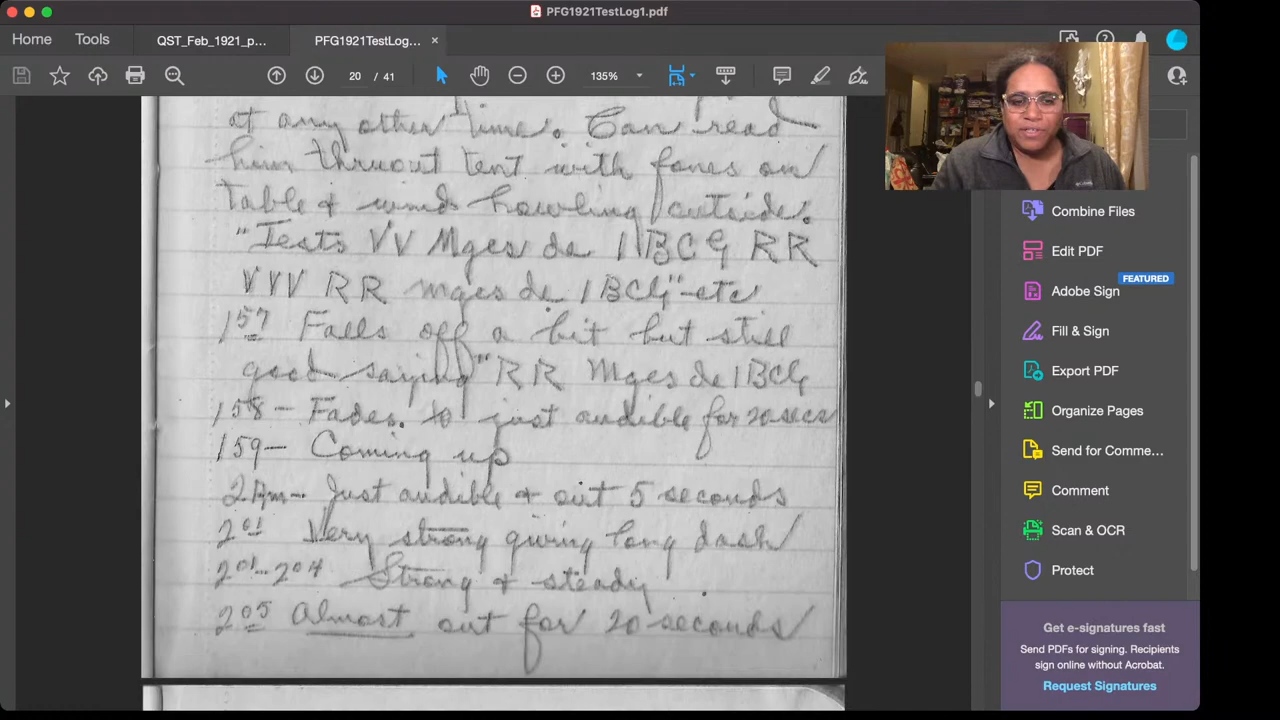 PFG1921TestLog1.pdf
Home Tools QST_Feb_1921_p... PFG1921TestLog... ×
20 / 41 135%
at any other time. Can read
him thruout tent with fones on
table & winds howling outside.
"Tests VV Mges de 1BCG RR
VVV RR mges de 1BCG" etc
157 Falls off a bit but still
good saying "RR Mges de 1BCG
158 – Fades. to just audible for 20 secs
159 – Coming up
2 Am – Just audible & out 5 seconds
201 Very strong giving long dash
201–204 Strong & steady.
205 Almost out for 20 seconds
Combine Files
Edit PDF
FEATURED
Adobe Sign
Fill & Sign
Export PDF
Organize Pages
Send for Comme...
Comment
Scan & OCR
Protect
Get e-signatures fast
Send PDFs for signing. Recipients
sign online without Acrobat.
Request Signatures